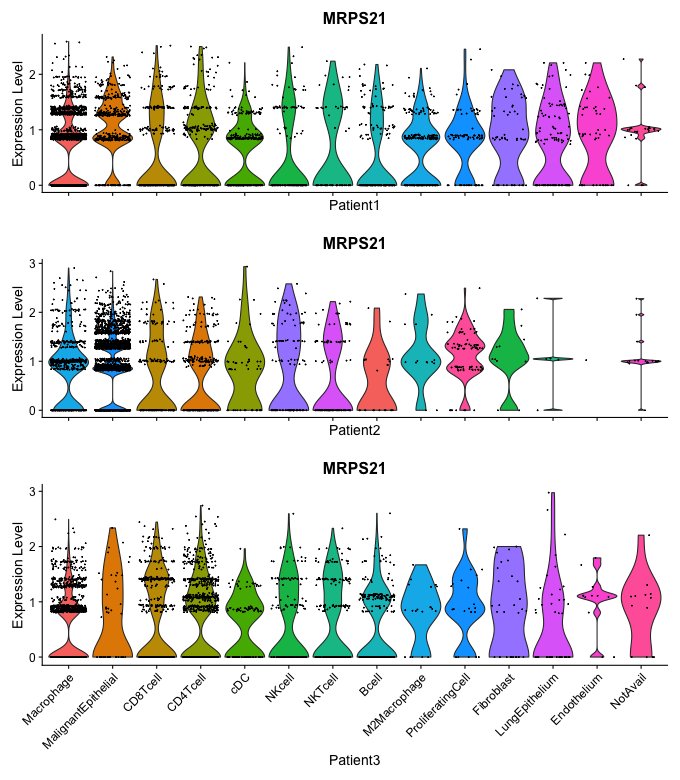 MRPS21
Expression Level
2
1
0
Patient1
MRPS21
Expression Level
3
2
1
0
Patient2
MRPS21
Expression Level
3
2
1
0
Macrophage
MalignantEpithelial
CD8Tcell
CD4Tcell
cDC
NKcell
NKTcell
Bcell
M2Macrophage
ProliferatingCell
Fibroblast
LungEpithelium
Endothelium
NotAvail
Patient3